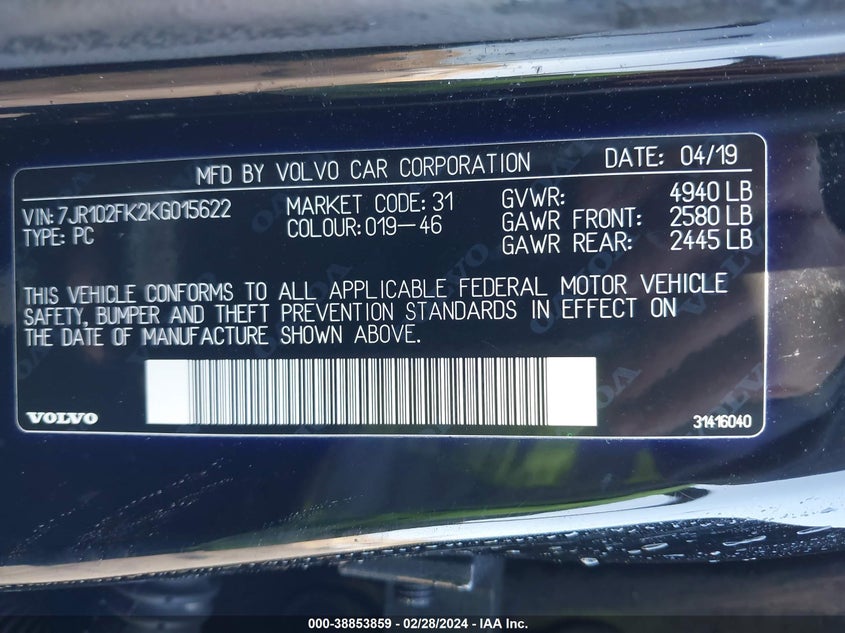 MFD BY VOLVO CAR CORPORATION DATE: 04/19
VIN: 7JR102FK2KG015622 MARKET CODE: 31 GVWR: 4940 LB
TYPE: PC COLOUR: 019-46 GAWR FRONT: 2580 LB
GAWR REAR: 2445 LB
THIS VEHICLE CONFORMS TO ALL APPLICABLE FEDERAL MOTOR VEHICLE
SAFETY, BUMPER AND THEFT PREVENTION STANDARDS IN EFFECT ON
THE DATE OF MANUFACTURE SHOWN ABOVE.
VOLVO 31416040
000-38853859 - 02/28/2024 - IAA Inc.